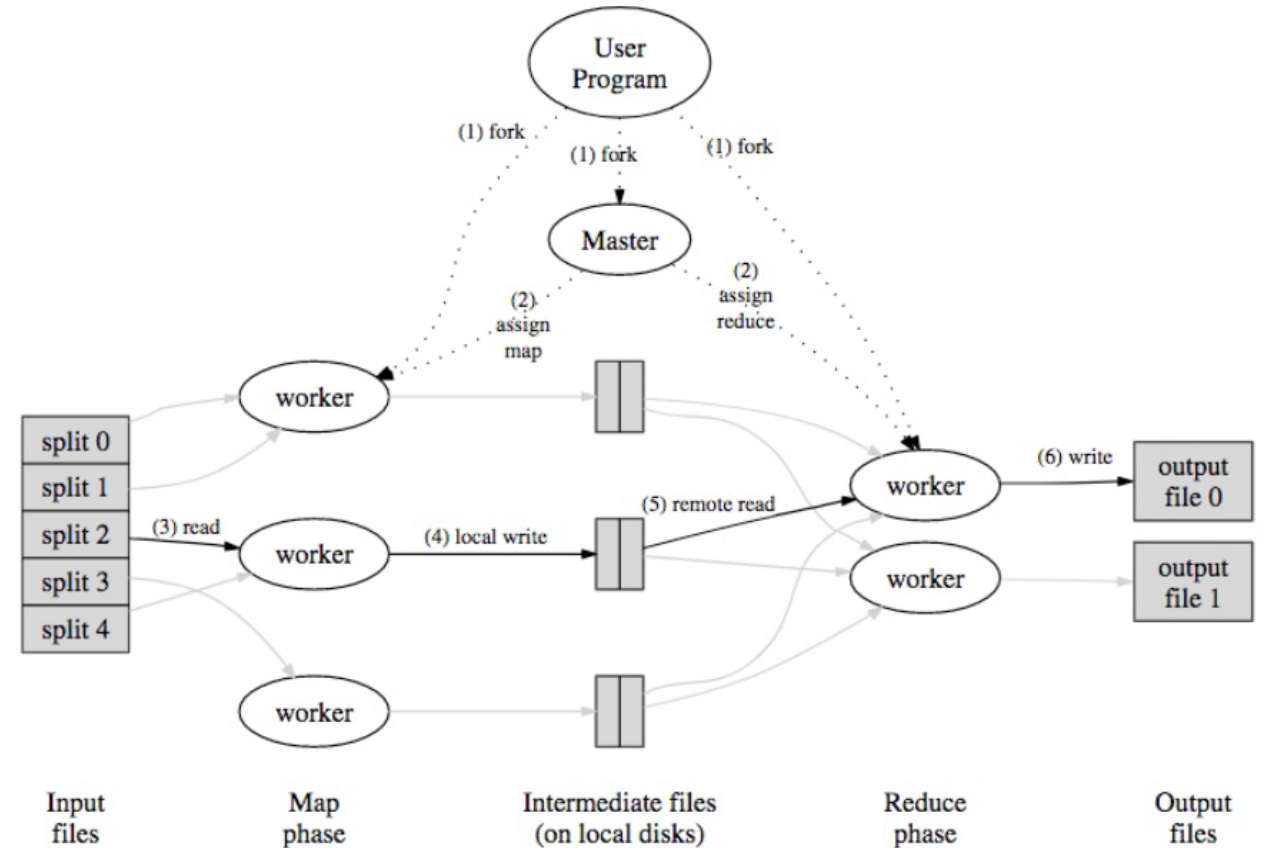 User
Program
(1) fork
(1) fork
(1) fork
Master
(2)
assign
map
(2)
assign
reduce
worker
split 0
split 1
split 2
split 3
split 4
(3) read
worker
(4) local write
worker
(5) remote read
worker
worker
(6) write
output
file 0
output
file 1
Input
files
Map
phase
Intermediate files
(on local disks)
Reduce
phase
Output
files